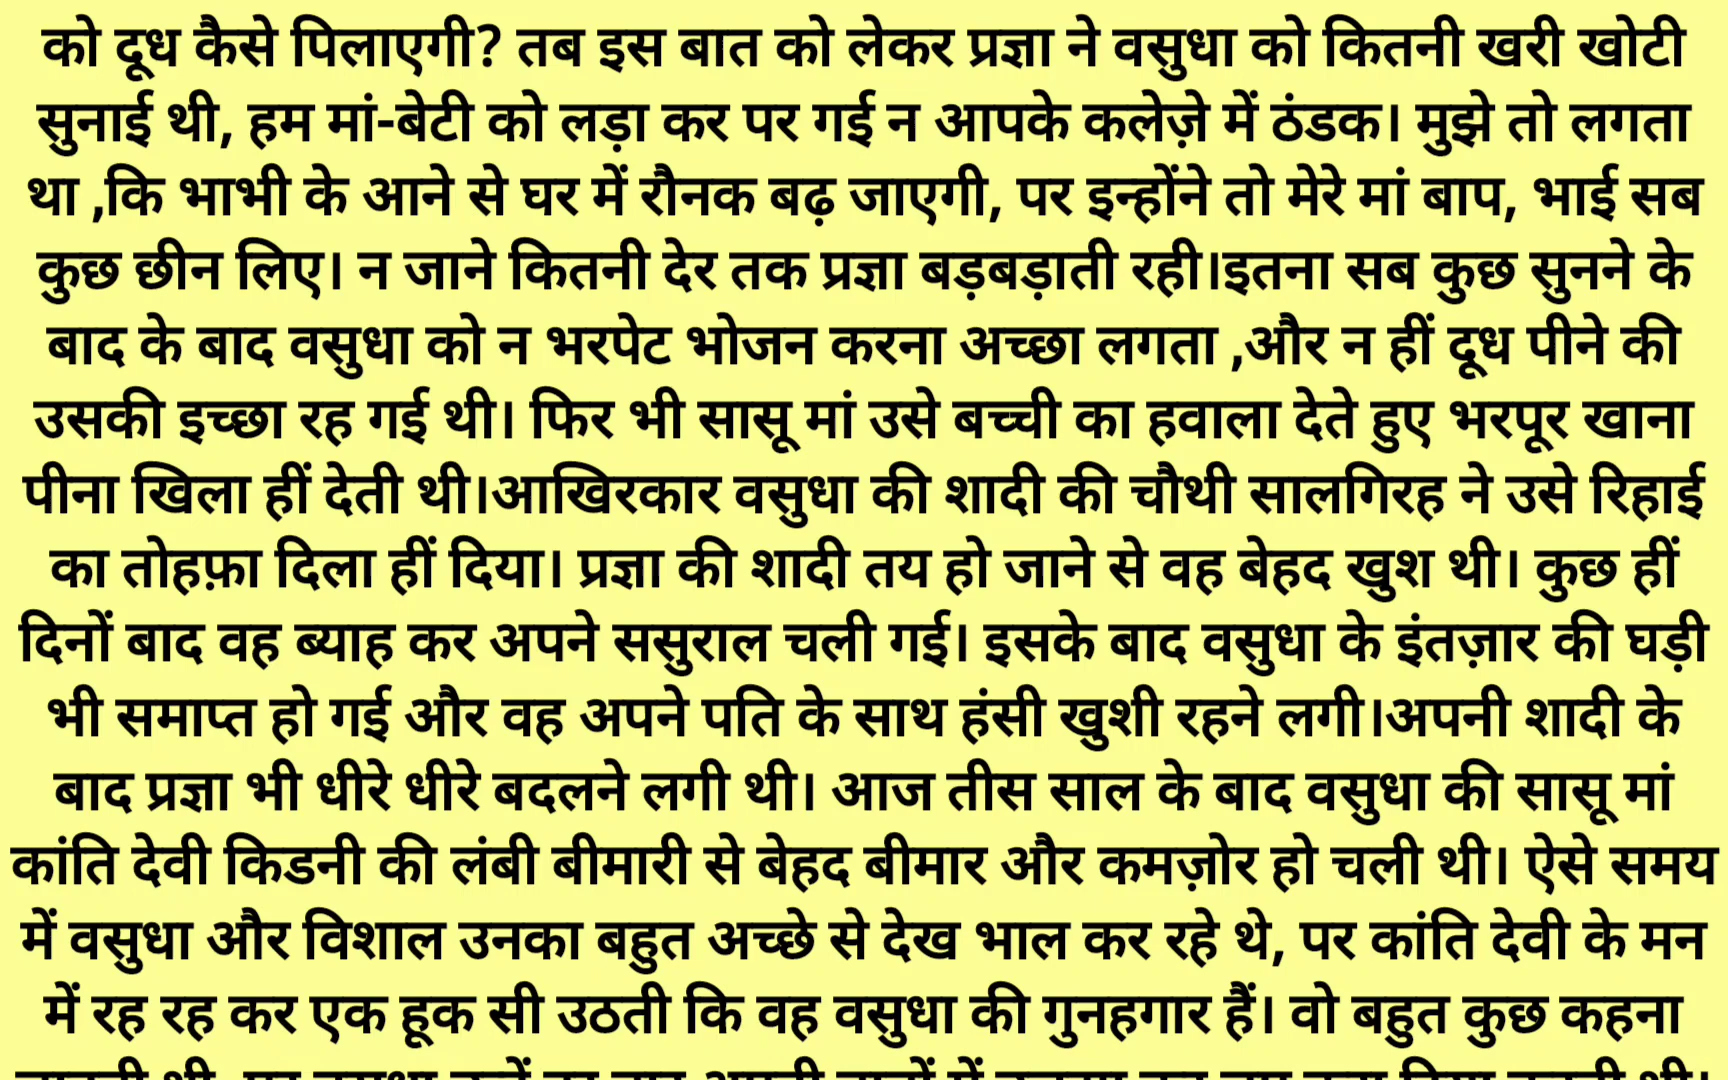 को दूध कैसे पिलाएगी? तब इस बात को लेकर प्रज्ञा ने वसुधा को कितनी खरी खोटी
सुनाई थी, हम मां-बेटी को लड़ा कर पर गई न आपके कलेज़े में ठंडक। मुझे तो लगता
था ,कि भाभी के आने से घर में रौनक बढ़ जाएगी, पर इन्होंने तो मेरे मां बाप, भाई सब
कुछ छीन लिए। न जाने कितनी देर तक प्रज्ञा बड़बड़ाती रही।इतना सब कुछ सुनने के
बाद के बाद वसुधा को न भरपेट भोजन करना अच्छा लगता ,और न हीं दूध पीने की
उसकी इच्छा रह गई थी। फिर भी सासू मां उसे बच्ची का हवाला देते हुए भरपूर खाना
पीना खिला हीं देती थी।आखिरकार वसुधा की शादी की चौथी सालगिरह ने उसे रिहाई
का तोहफ़ा दिला हीं दिया। प्रज्ञा की शादी तय हो जाने से वह बेहद खुश थी। कुछ हीं
दिनों बाद वह ब्याह कर अपने ससुराल चली गई। इसके बाद वसुधा के इंतज़ार की घड़ी
भी समाप्त हो गई और वह अपने पति के साथ हंसी खुशी रहने लगी।अपनी शादी के
बाद प्रज्ञा भी धीरे धीरे बदलने लगी थी। आज तीस साल के बाद वसुधा की सासू मां
कांति देवी किडनी की लंबी बीमारी से बेहद बीमार और कमज़ोर हो चली थी। ऐसे समय
में वसुधा और विशाल उनका बहुत अच्छे से देख भाल कर रहे थे, पर कांति देवी के मन
में रह रह कर एक हूक सी उठती कि वह वसुधा की गुनहगार हैं। वो बहुत कुछ कहना